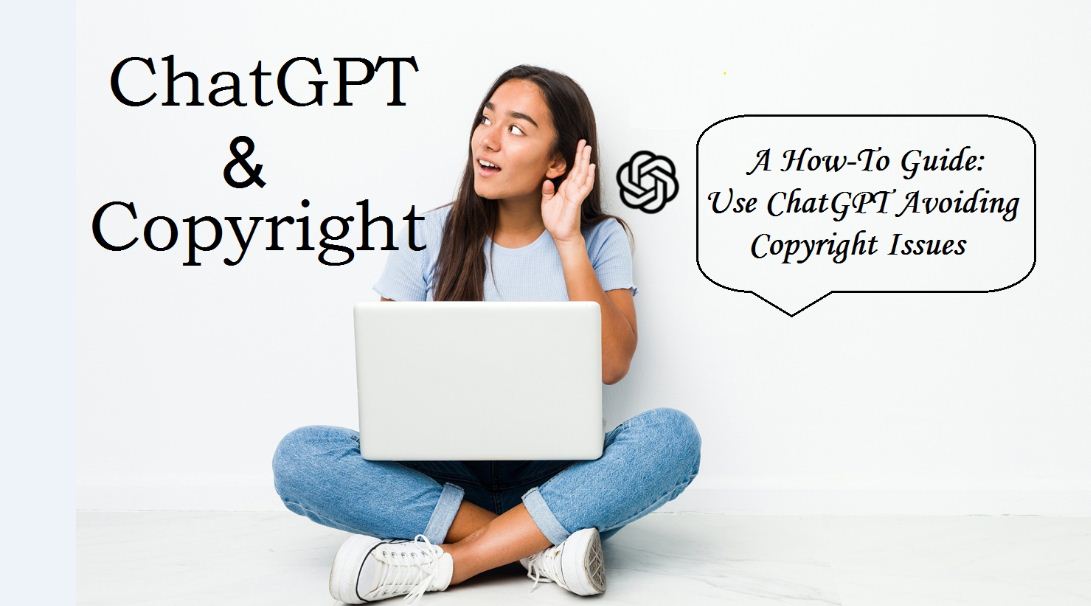 ChatGPT
&
Copyright
A How-To Guide:
Use ChatGPT Avoiding
Copyright Issues